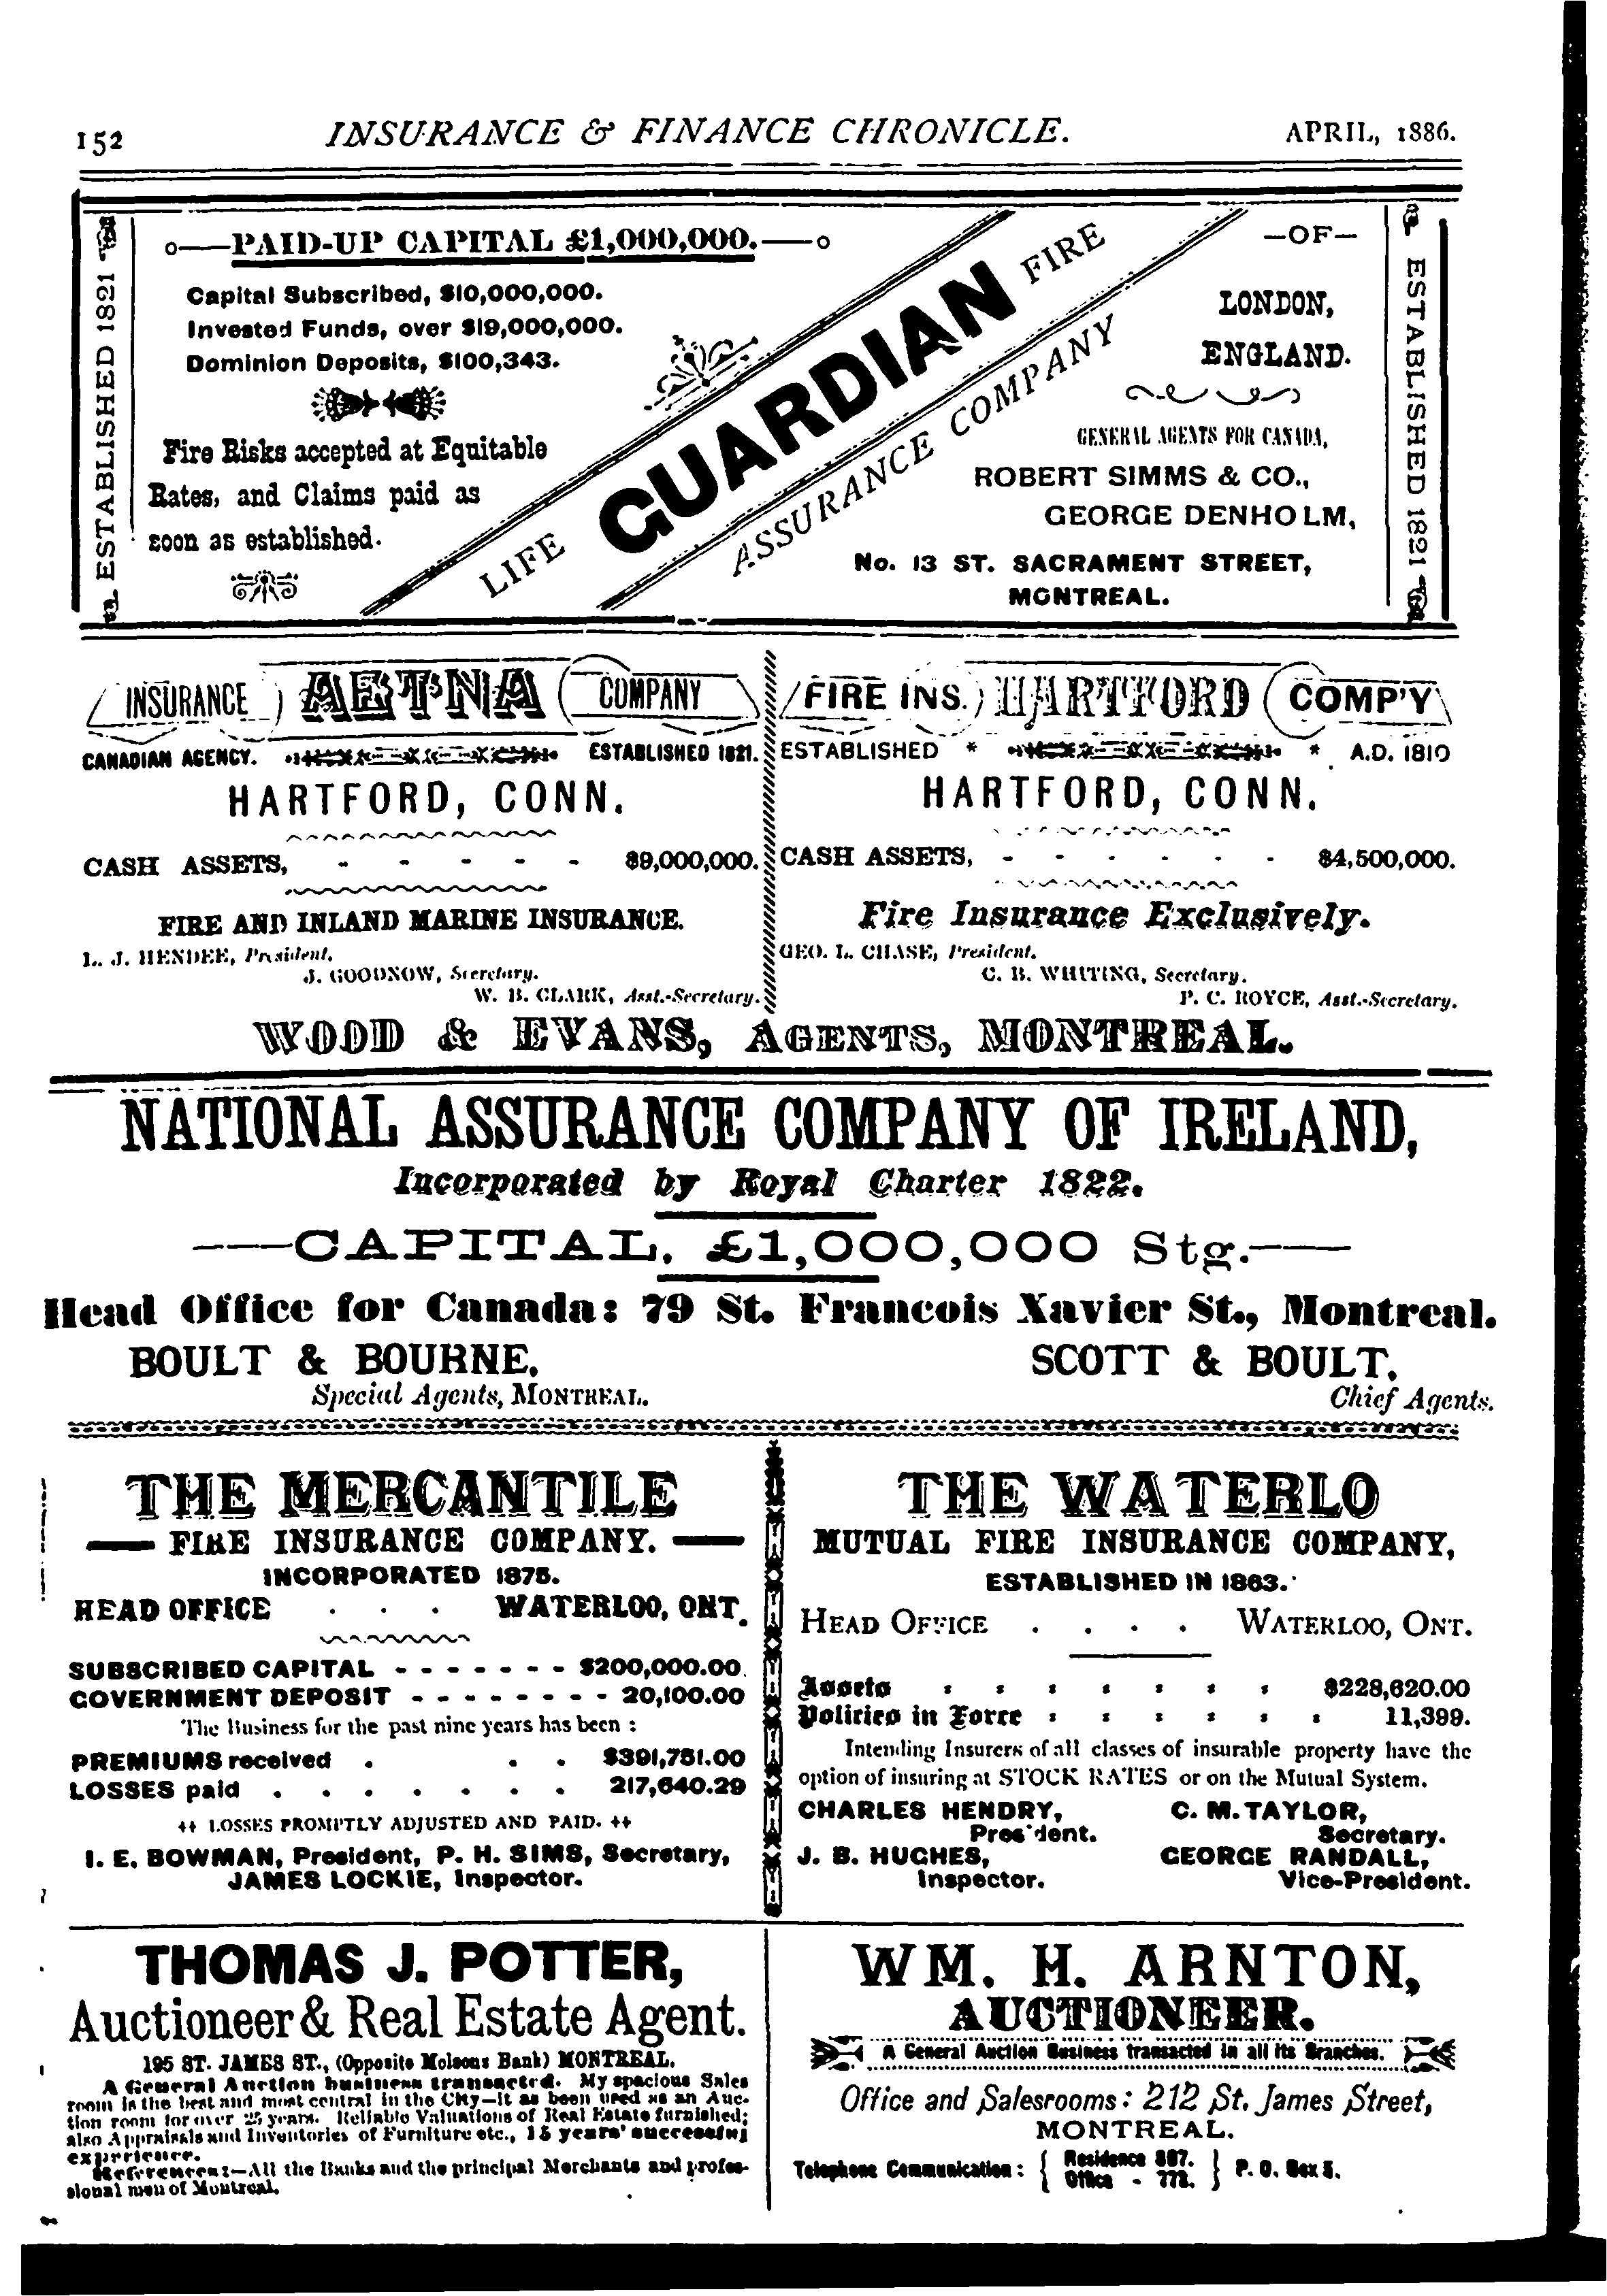 152 INSURANCE & FINANCE CHRONICLE. APRIL, 1886.
ESTABLISHED 1821
PAID-UP CAPITAL £1,000,000.
Capital Subscribed, $10,000,000.
Invested Funds, over $19,000,000.
Dominion Deposits, $100,343.
Fire Risks accepted at Equitable
Rates, and Claims paid as
soon as established.
GUARDIAN
FIRE
LIFE
ASSURANCE COMPANY
—OF—
LONDON,
ENGLAND.
GENERAL AGENTS FOR CANADA,
ROBERT SIMMS & CO.,
GEORGE DENHOLM,
No. 13 ST. SACRAMENT STREET,
MONTREAL.
ESTABLISHED 1821
INSURANCE AETNA COMPANY
CANADIAN AGENCY. ESTABLISHED 1821.
HARTFORD, CONN.
CASH ASSETS, - - - - - $9,000,000.
FIRE AND INLAND MARINE INSURANCE.
L. J. HENDEE, President.
J. GOODNOW, Secretary.
W. B. CLARK, Asst.-Secretary.
FIRE INS. HARTFORD COMP'Y
ESTABLISHED * * A.D. 1810
HARTFORD, CONN.
CASH ASSETS, - - - - - - $4,500,000.
Fire Insurance Exclusively.
GEO. L. CHASE, President.
C. B. WHITING, Secretary.
P. C. ROYCE, Asst.-Secretary.
WOOD & EVANS, AGENTS, MONTREAL.
NATIONAL ASSURANCE COMPANY OF IRELAND,
Incorporated by Royal Charter 1822.
——CAPITAL, £1,000,000 Stg.——
Head Office for Canada: 79 St. Francois Xavier St., Montreal.
BOULT & BOURNE, SCOTT & BOULT,
Special Agents, MONTREAL. Chief Agents.
THE MERCANTILE
— FIRE INSURANCE COMPANY. —
INCORPORATED 1875.
HEAD OFFICE . . . WATERLOO, ONT.
SUBSCRIBED CAPITAL - - - - - - - $200,000.00
GOVERNMENT DEPOSIT - - - - - - - - 20,100.00
The Business for the past nine years has been :
PREMIUMS received . . . $391,751.00
LOSSES paid . . . . . . . 217,640.29
LOSSES PROMPTLY ADJUSTED AND PAID.
I. E. BOWMAN, President, P. H. SIMS, Secretary,
JAMES LOCKIE, Inspector.
THE WATERLO
MUTUAL FIRE INSURANCE COMPANY,
ESTABLISHED IN 1863.
HEAD OFFICE . . . . WATERLOO, ONT.
Assets : : : : : : : $228,620.00
Policies in Force : : : : : : 11,399.
Intending Insurers of all classes of insurable property have the
option of insuring at STOCK RATES or on the Mutual System.
CHARLES HENDRY, C. M. TAYLOR,
President. Secretary.
J. B. HUGHES, GEORGE RANDALL,
Inspector. Vice-President.
THOMAS J. POTTER,
Auctioneer & Real Estate Agent.
195 ST. JAMES ST., (Opposite Molsons Bank) MONTREAL.
A General Auction business transacted. My spacious Sales
room is the best and most central in the City—it as been used as an Auc-
tion room for over 25 years. Reliable Valuations of Real Estate furnished;
also Appraisals and Inventories of Furniture etc., 15 years' successful
experience.
References:—All the Banks and the principal Merchants and profes-
sional men of Montreal.
WM. H. ARNTON,
AUCTIONEER.
A General Auction Business transacted in all its Branches.
Office and Salesrooms: 212 St. James Street,
MONTREAL.
Telephone Communication: { Residence 887. } P. O. Box 5.
Office - 772.